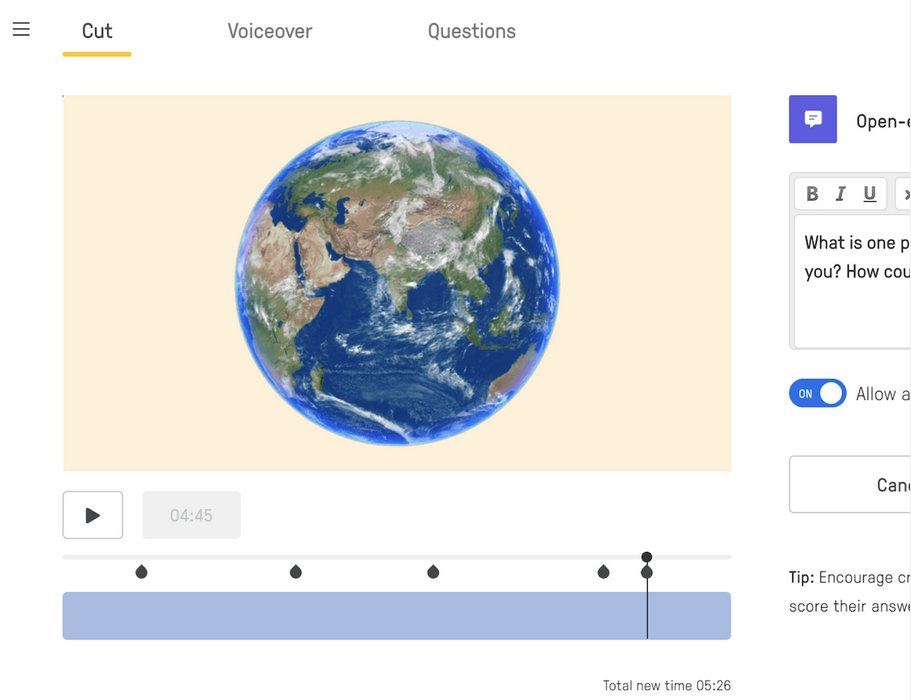 Cut Voiceover Questions
Open-e
B I U
What is one p
you? How cou
ON Allow a
Canc
04:45
Tip: Encourage cr
score their answe
Total new time 05:26